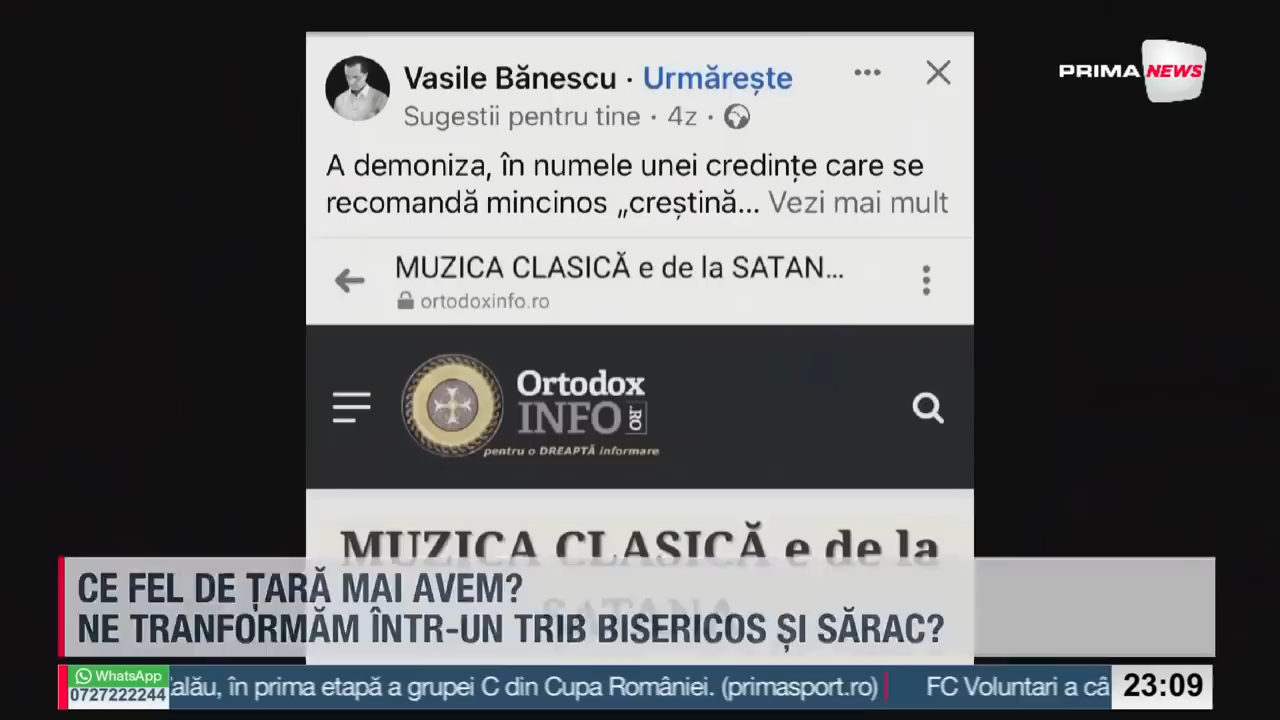 Vasile Bănescu · Urmărește
Sugestii pentru tine · 4z ·
PRIMA NEWS
A demoniza, în numele unei credințe care se
recomandă mincinos „creștină... Vezi mai mult
MUZICA CLASICĂ e de la SATAN...
ortodoxinfo.ro
Ortodox
INFO.RO
pentru o DREAPTĂ informare
MUZICA CLASICĂ e de la
SATANA
CE FEL DE ȚARĂ MAI AVEM?
NE TRANFORMĂM ÎNTR-UN TRIB BISERICOS ȘI SĂRAC?
WhatsApp
0727222244
alău, în prima etapă a grupei C din Cupa României. (primasport.ro) | FC Voluntari a câ
23:09